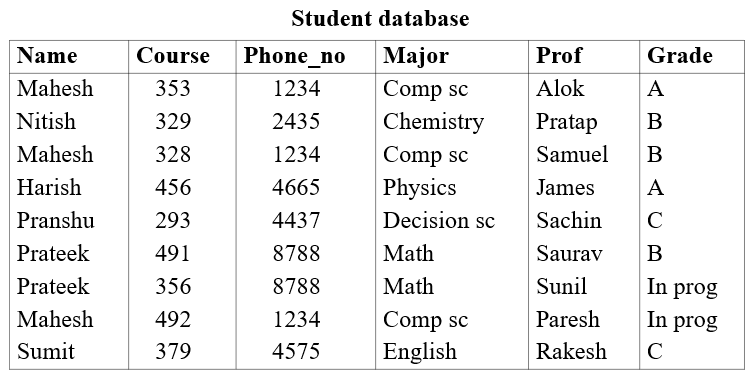 Student database
Name Course Phone_no Major Prof Grade
Mahesh 353 1234 Comp sc Alok A
Nitish 329 2435 Chemistry Pratap B
Mahesh 328 1234 Comp sc Samuel B
Harish 456 4665 Physics James A
Pranshu 293 4437 Decision sc Sachin C
Prateek 491 8788 Math Saurav B
Prateek 356 8788 Math Sunil In prog
Mahesh 492 1234 Comp sc Paresh In prog
Sumit 379 4575 English Rakesh C